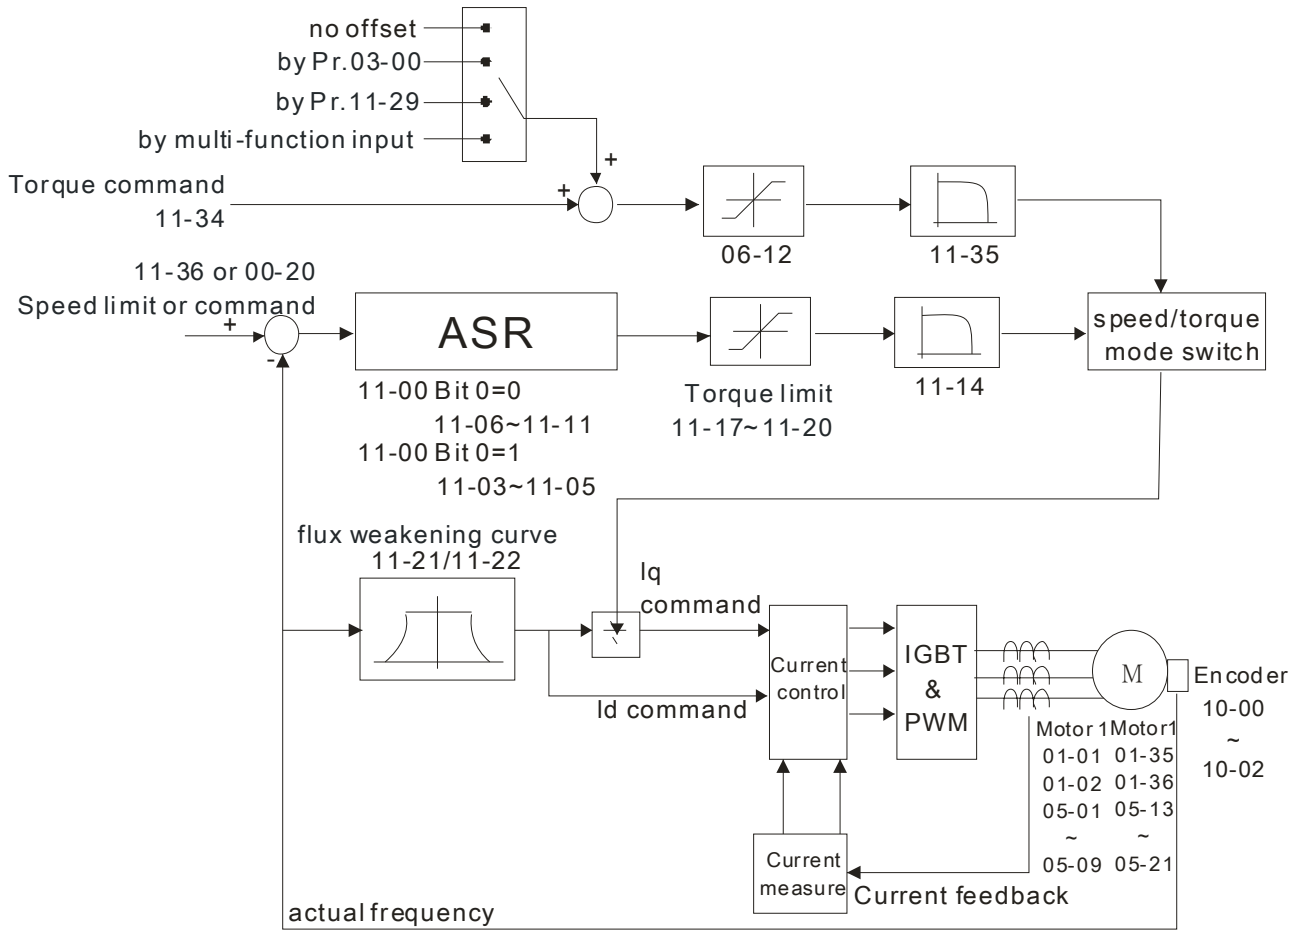 no offset
by Pr.03-00
by Pr.11-29
by multi-function input
+
Torque command
11-34
+
06-12
11-35
11-36 or 00-20
Speed limit or command
+
-
ASR
speed/torque
mode switch
11-00 Bit 0=0
11-06~11-11
11-00 Bit 0=1
11-03~11-05
Torque limit
11-17~11-20
11-14
flux weakening curve
11-21/11-22
Iq
command
Id command
Current
control
IGBT
&
PWM
M
Encoder
10-00
~
10-02
Motor 1 Motor1
01-01 01-35
01-02 01-36
05-01 05-13
~ ~
05-09 05-21
Current
measure
Current feedback
actual frequency